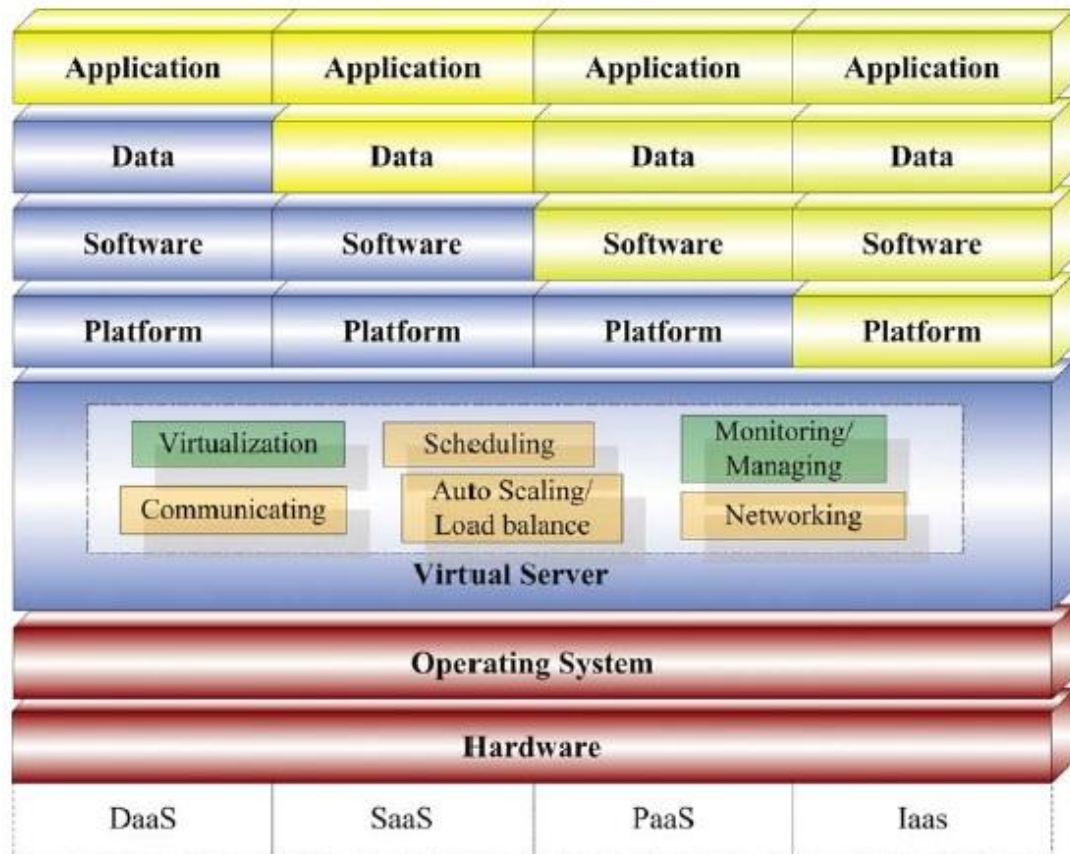 Application Application Application Application
Data Data Data Data
Software Software Software Software
Platform Platform Platform Platform
Virtualization Scheduling Monitoring/
Managing
Communicating Auto Scaling/
Load balance Networking
Virtual Server
Operating System
Hardware
DaaS SaaS PaaS Iaas